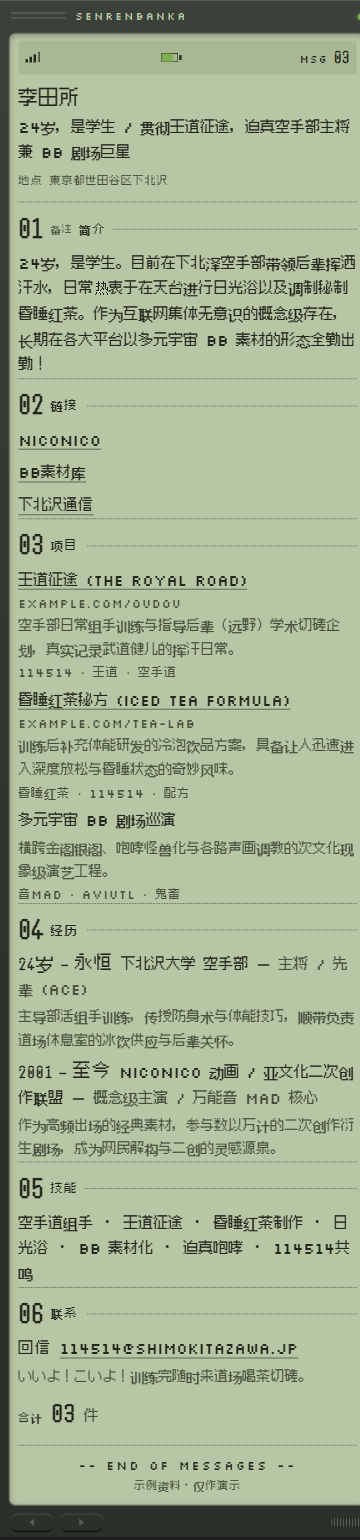 SENRENBANKA
MSG 03
李田所
24岁，是学生 / 贯彻王道征途，迫真空手部主将
兼 BB 剧场巨星
地点 東京都世田谷区下北沢
01 备注 简介
24岁，是学生。目前在下北泽空手部带领后辈挥洒
汗水，日常热衷于在天台进行日光浴以及调制秘制
昏睡红茶。作为互联网集体无意识的概念级存在，
长期在各大平台以多元宇宙 BB 素材的形态全勤出
勤！
02 链接
NICONICO
BB素材库
下北沢通信
03 项目
王道征途 (THE ROYAL ROAD)
EXAMPLE.COM/OUDOU
空手部日常组手训练与指导后辈（远野）学术切磋企
划，真实记录武道健儿的挥汗日常。
114514 · 王道 · 空手道
昏睡红茶秘方 (ICED TEA FORMULA)
EXAMPLE.COM/TEA-LAB
训练后补充体能研发的冷泡饮品方案，具备让人迅速进
入深度放松与昏睡状态的奇妙风味。
昏睡红茶 · 114514 · 配方
多元宇宙 BB 剧场巡演
横跨金阁银阁、咆哮怪兽化与各路声画调教的次文化现
象级演艺工程。
音MAD · AVIUTL · 鬼畜
04 经历
24岁 – 永恒 下北沢大学 空手部 — 主将 / 先
辈 (ACE)
主导部活组手训练，传授防身术与体能技巧，顺带负责
道场休息室的冰饮供应与后辈关怀。
2001 – 至今 NICONICO 动画 / 亚文化二次创
作联盟 — 概念级主演 / 万能音 MAD 核心
作为高频出场的经典素材，参与数以万计的二次创作衍
生剧场，成为网民解构与二创的灵感源泉。
05 技能
空手道组手 · 王道征途 · 昏睡红茶制作 · 日
光浴 · BB 素材化 · 迫真咆哮 · 114514共
鸣
06 联系
回信 114514@SHIMOKITAZAWA.JP
いいよ！こいよ！训练完随时来道场喝茶切磋。
合计 03 件
-- END OF MESSAGES --
示例资料 · 仅作演示